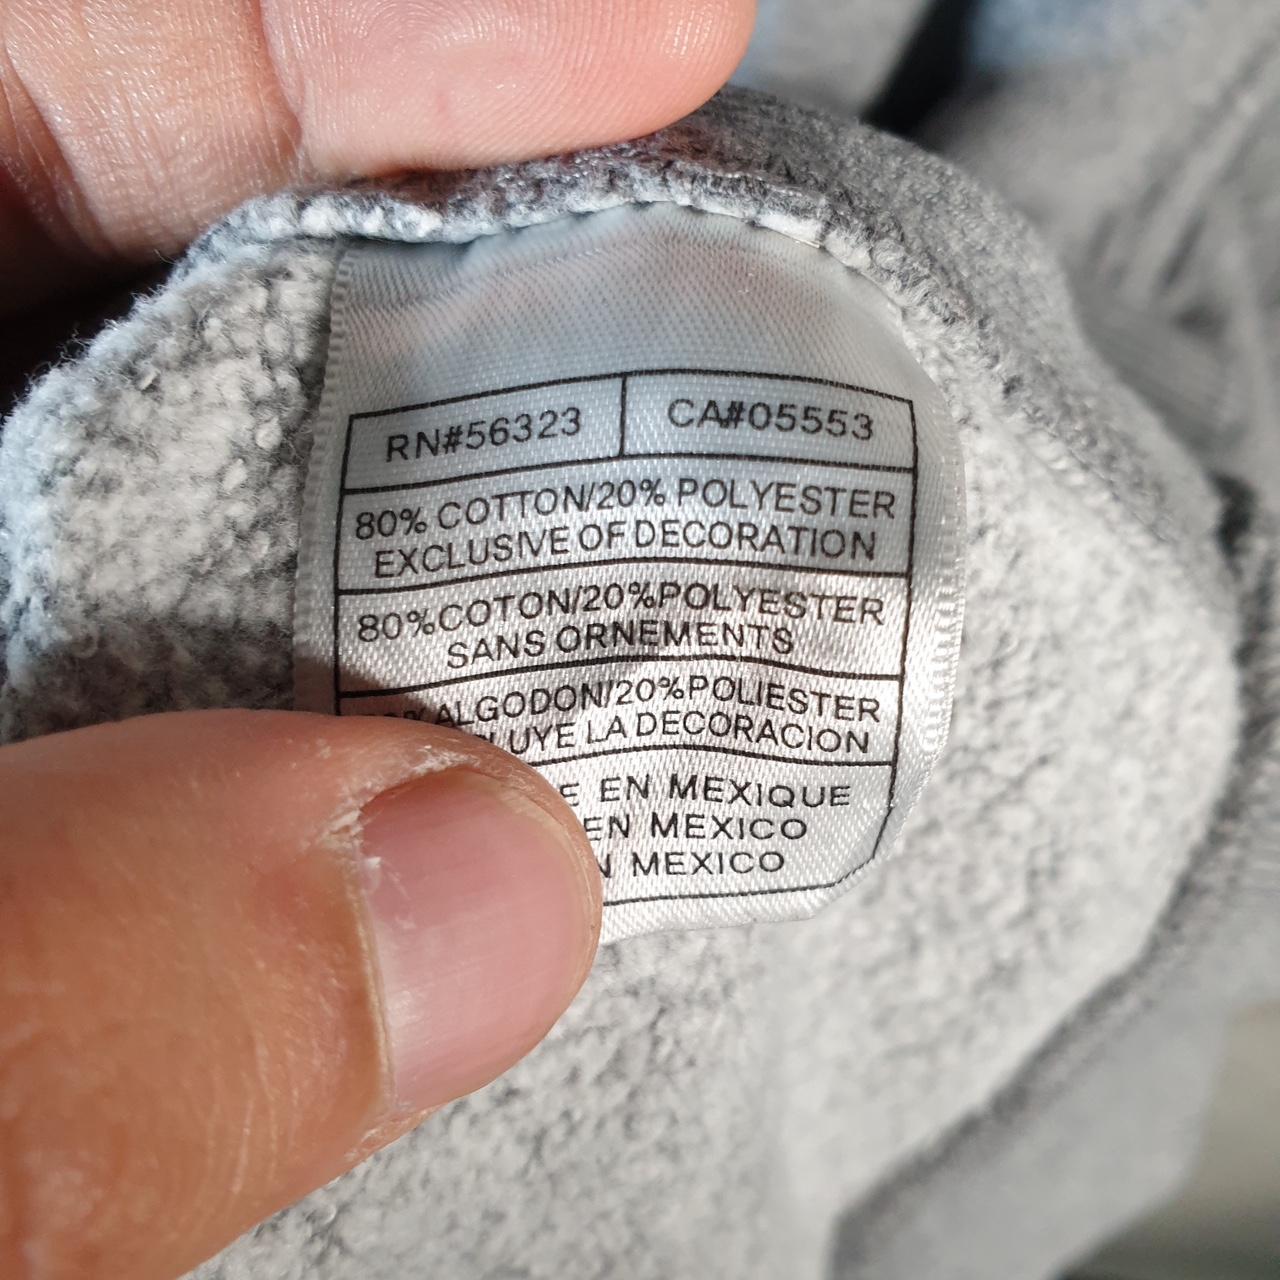 RN#56323 CA#05553
80% COTTON/20% POLYESTER
EXCLUSIVE OF DECORATION
80%COTON/20%POLYESTER
SANS ORNEMENTS
ALGODON/20%POLIESTER
LA DECORACION
EN MEXIQUE
EN MEXICO
MEXICO